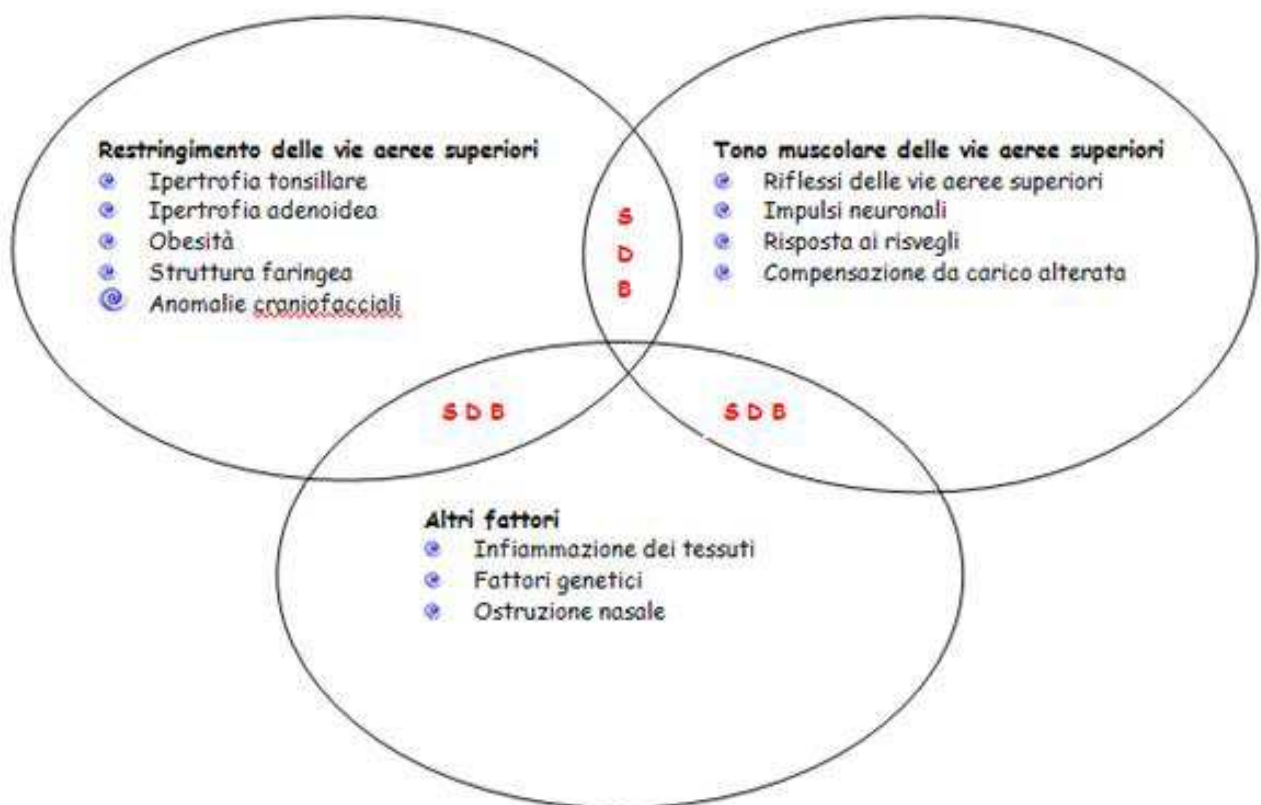 Restringimento delle vie aeree superiori
Ipertrofia tonsillare
Ipertrofia adenoidea
Obesità
Struttura faringea
Anomalie craniofacciali
S
D
B
Tono muscolare delle vie aeree superiori
Riflessi delle vie aeree superiori
Impulsi neuronali
Risposta ai risvegli
Compensazione da carico alterata
S D B
S D B
Altri fattori
Infiammazione dei tessuti
Fattori genetici
Ostruzione nasale